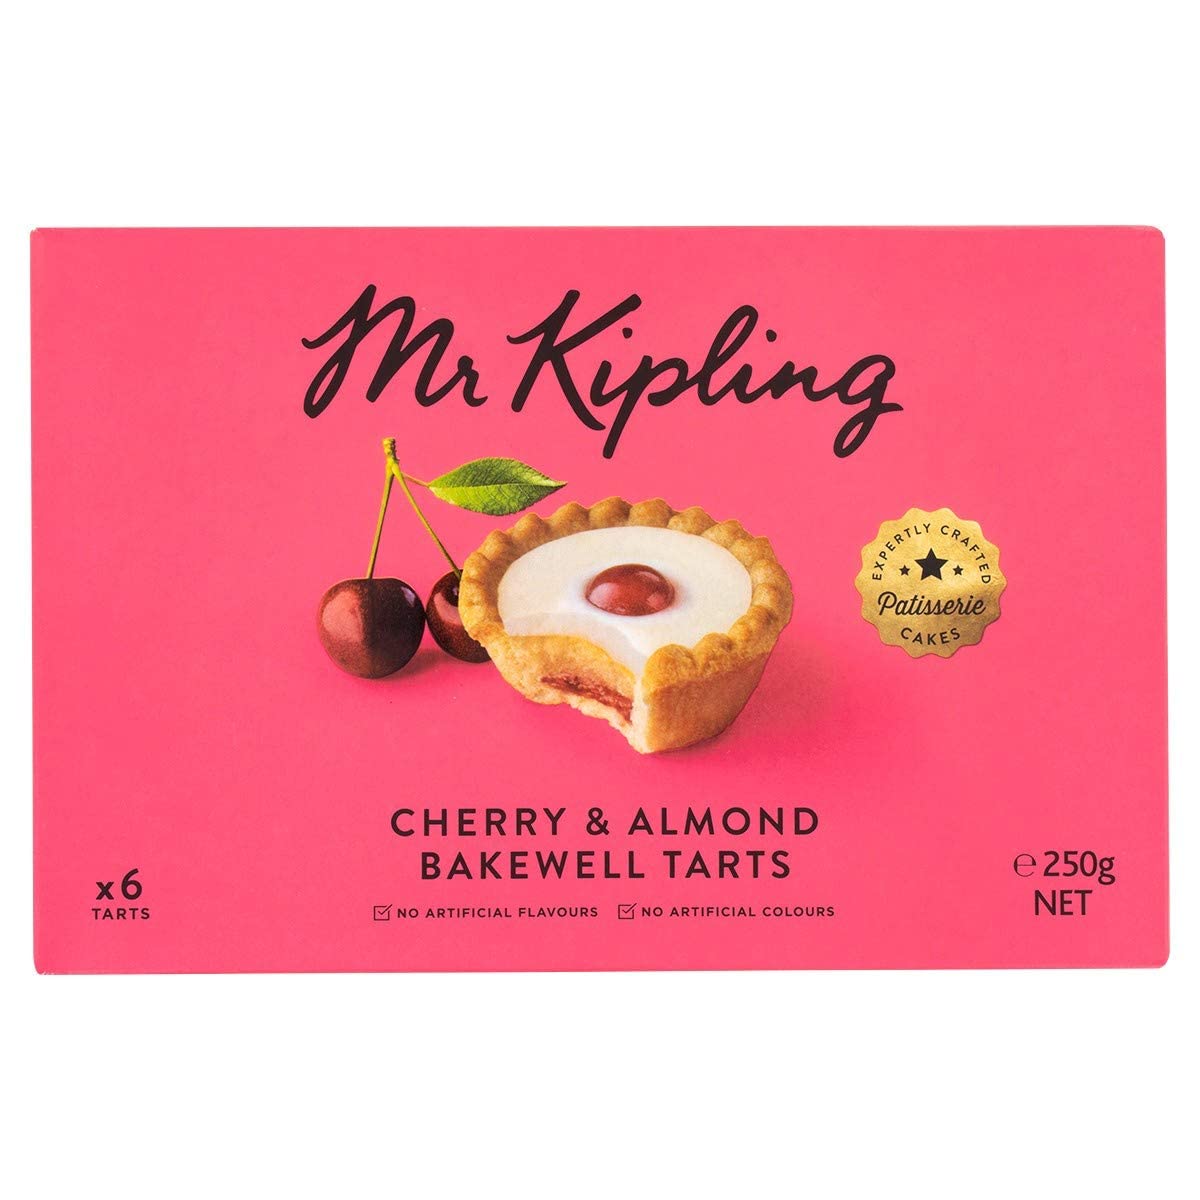 Mr Kipling
EXPERTLY CRAFTED
Patisserie
CAKES
CHERRY & ALMOND
BAKEWELL TARTS
x6
TARTS
NO ARTIFICIAL FLAVOURS NO ARTIFICIAL COLOURS
℮ 250g
NET